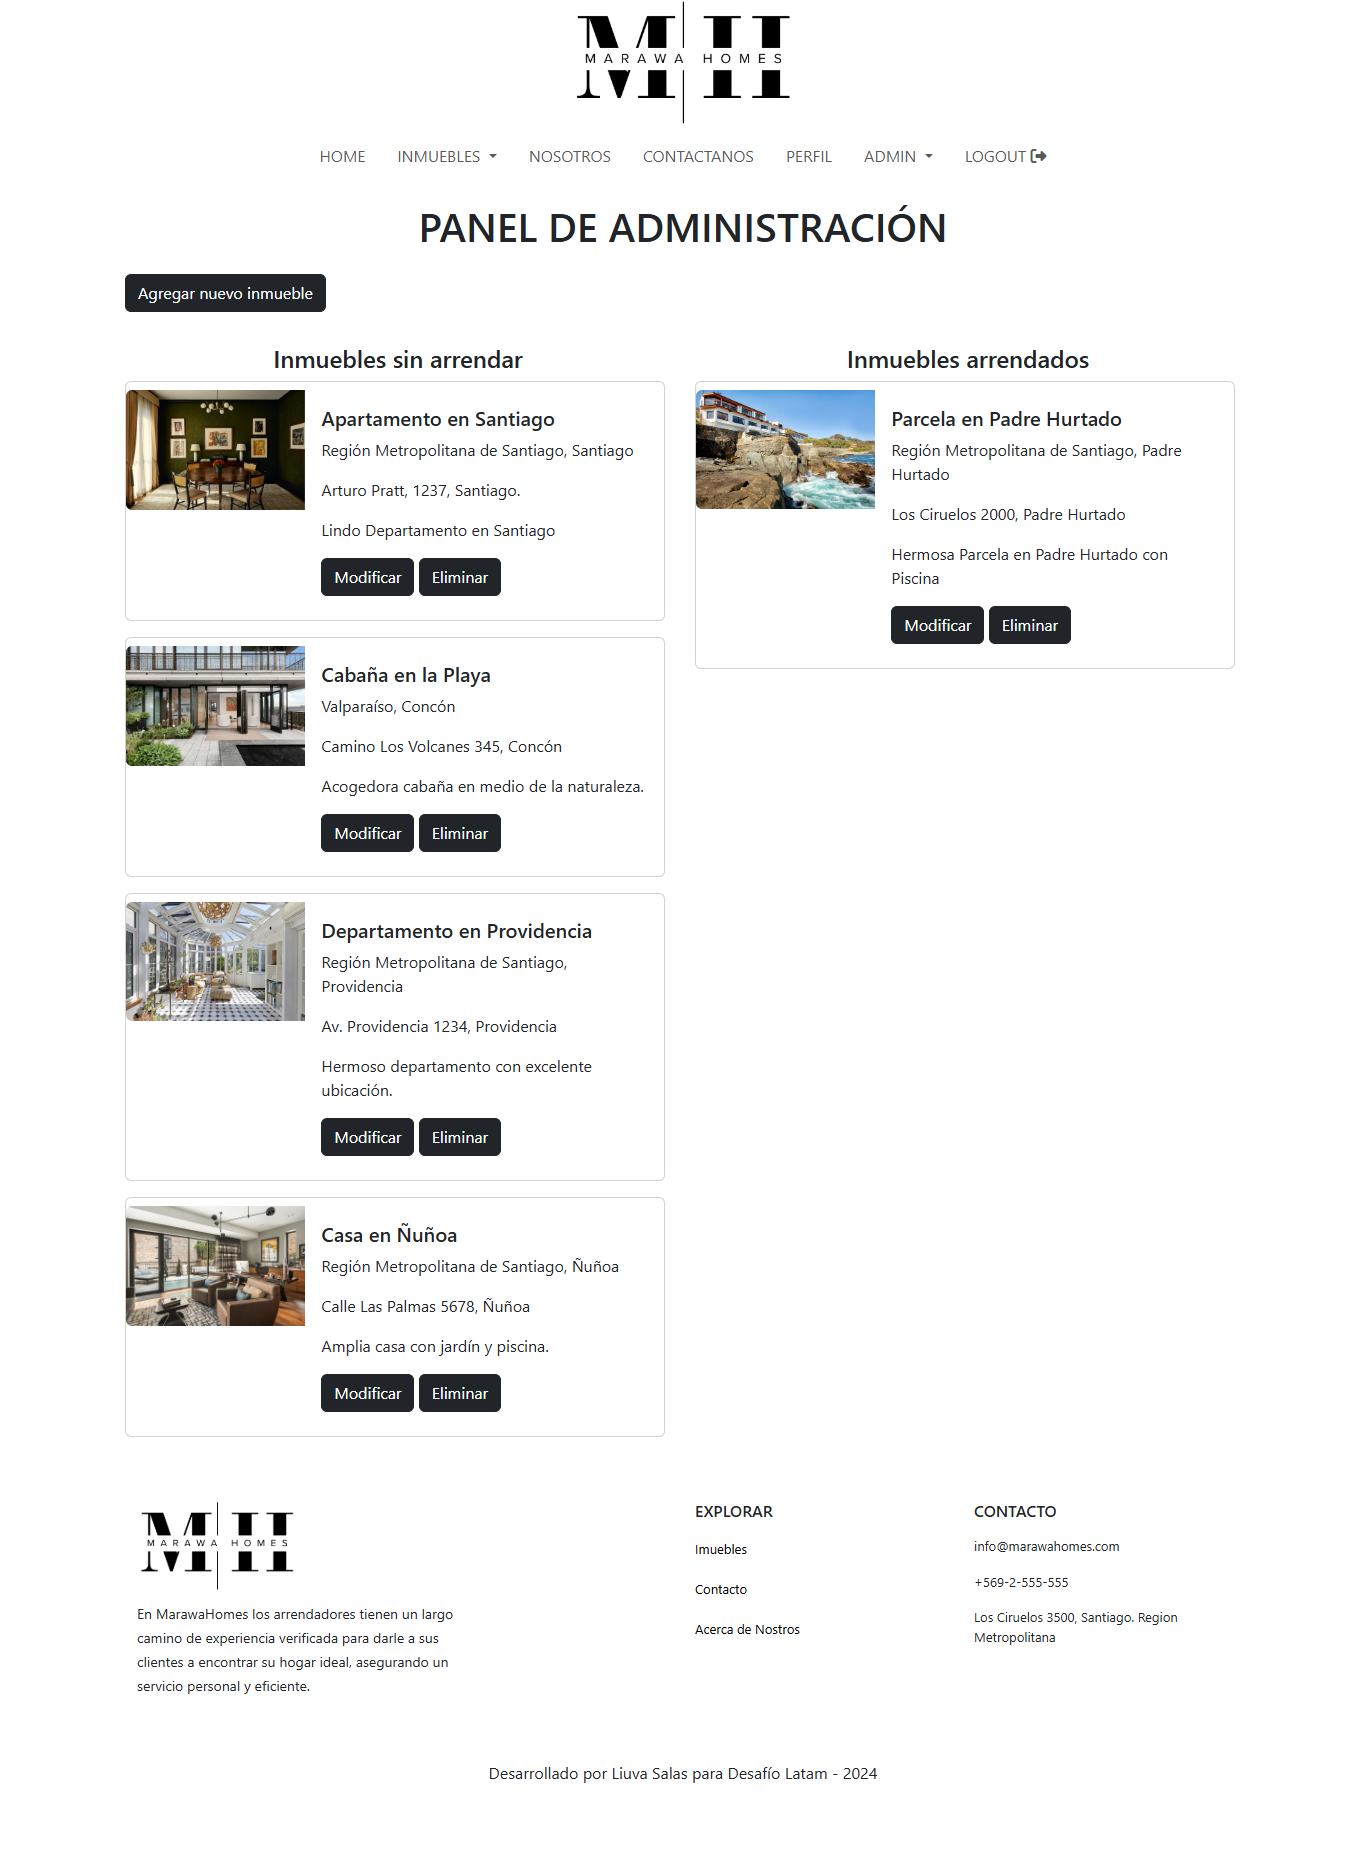 MARAWA HOMES
HOME INMUEBLES NOSOTROS CONTACTANOS PERFIL ADMIN LOGOUT
PANEL DE ADMINISTRACIÓN
Agregar nuevo inmueble
Inmuebles sin arrendar
Apartamento en Santiago
Región Metropolitana de Santiago, Santiago
Arturo Pratt, 1237, Santiago.
Lindo Departamento en Santiago
Modificar Eliminar
Cabaña en la Playa
Valparaíso, Concón
Camino Los Volcanes 345, Concón
Acogedora cabaña en medio de la naturaleza.
Modificar Eliminar
Departamento en Providencia
Región Metropolitana de Santiago,
Providencia
Av. Providencia 1234, Providencia
Hermoso departamento con excelente
ubicación.
Modificar Eliminar
Casa en Ñuñoa
Región Metropolitana de Santiago, Ñuñoa
Calle Las Palmas 5678, Ñuñoa
Amplia casa con jardín y piscina.
Modificar Eliminar
Inmuebles arrendados
Parcela en Padre Hurtado
Región Metropolitana de Santiago, Padre
Hurtado
Los Ciruelos 2000, Padre Hurtado
Hermosa Parcela en Padre Hurtado con
Piscina
Modificar Eliminar
MARAWA HOMES
En MarawaHomes los arrendadores tienen un largo
camino de experiencia verificada para darle a sus
clientes a encontrar su hogar ideal, asegurando un
servicio personal y eficiente.
EXPLORAR
Imuebles
Contacto
Acerca de Nostros
CONTACTO
info@marawahomes.com
+569-2-555-555
Los Ciruelos 3500, Santiago. Region
Metropolitana
Desarrollado por Liuva Salas para Desafío Latam - 2024